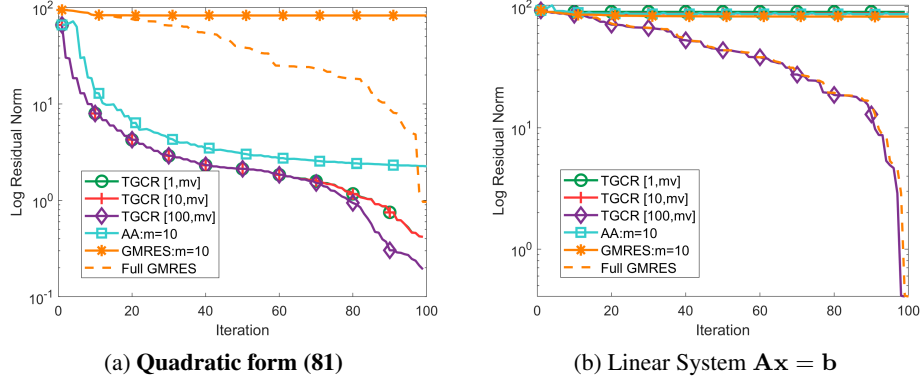 10^2
10^1
10^0
10^-1
Log Residual Norm
0
20
40
60
80
100
Iteration
TGCR [1,mv]
TGCR [10,mv]
TGCR [100,mv]
AA:m=10
GMRES:m=10
Full GMRES
(a) Quadratic form (81)
10^2
10^1
10^0
Log Residual Norm
0
20
40
60
80
100
Iteration
TGCR [1,mv]
TGCR [10,mv]
TGCR [100,mv]
AA:m=10
GMRES:m=10
Full GMRES
(b) Linear System Ax = b